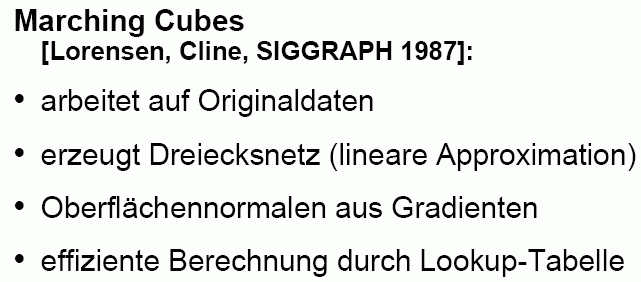 Marching Cubes
[Lorensen, Cline, SIGGRAPH 1987]:
• arbeitet auf Originaldaten
• erzeugt Dreiecksnetz (lineare Approximation)
• Oberflächennormalen aus Gradienten
• effiziente Berechnung durch Lookup-Tabelle